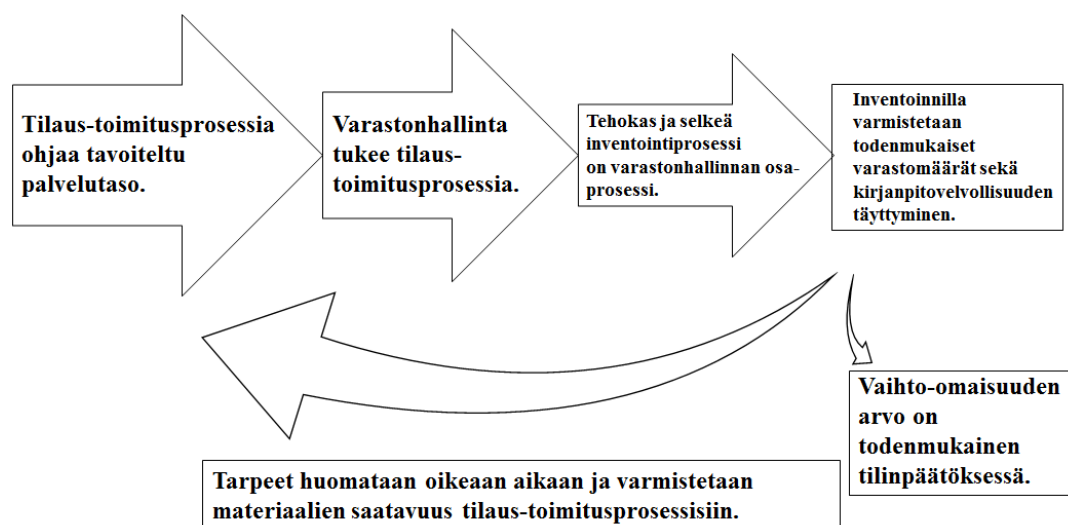 Tilaus-toimitusprosessia
ohjaa tavoiteltu
palvelutaso.
Varastonhallinta
tukee tilaus-
toimitusprosessia.
Tehokas ja selkeä
inventointiprosessi
on varastonhallinnan osa-
prosessi.
Inventoinnilla
varmistetaan
todenmukaiset
varastomäärät sekä
kirjanpitovelvollisuuden
täyttyminen.
Vaihto-omaisuuden
arvo on
todenmukainen
tilinpäätöksessä.
Tarpeet huomataan oikeaan aikaan ja varmistetaan
materiaalien saatavuus tilaus-toimitusprosessisiin.